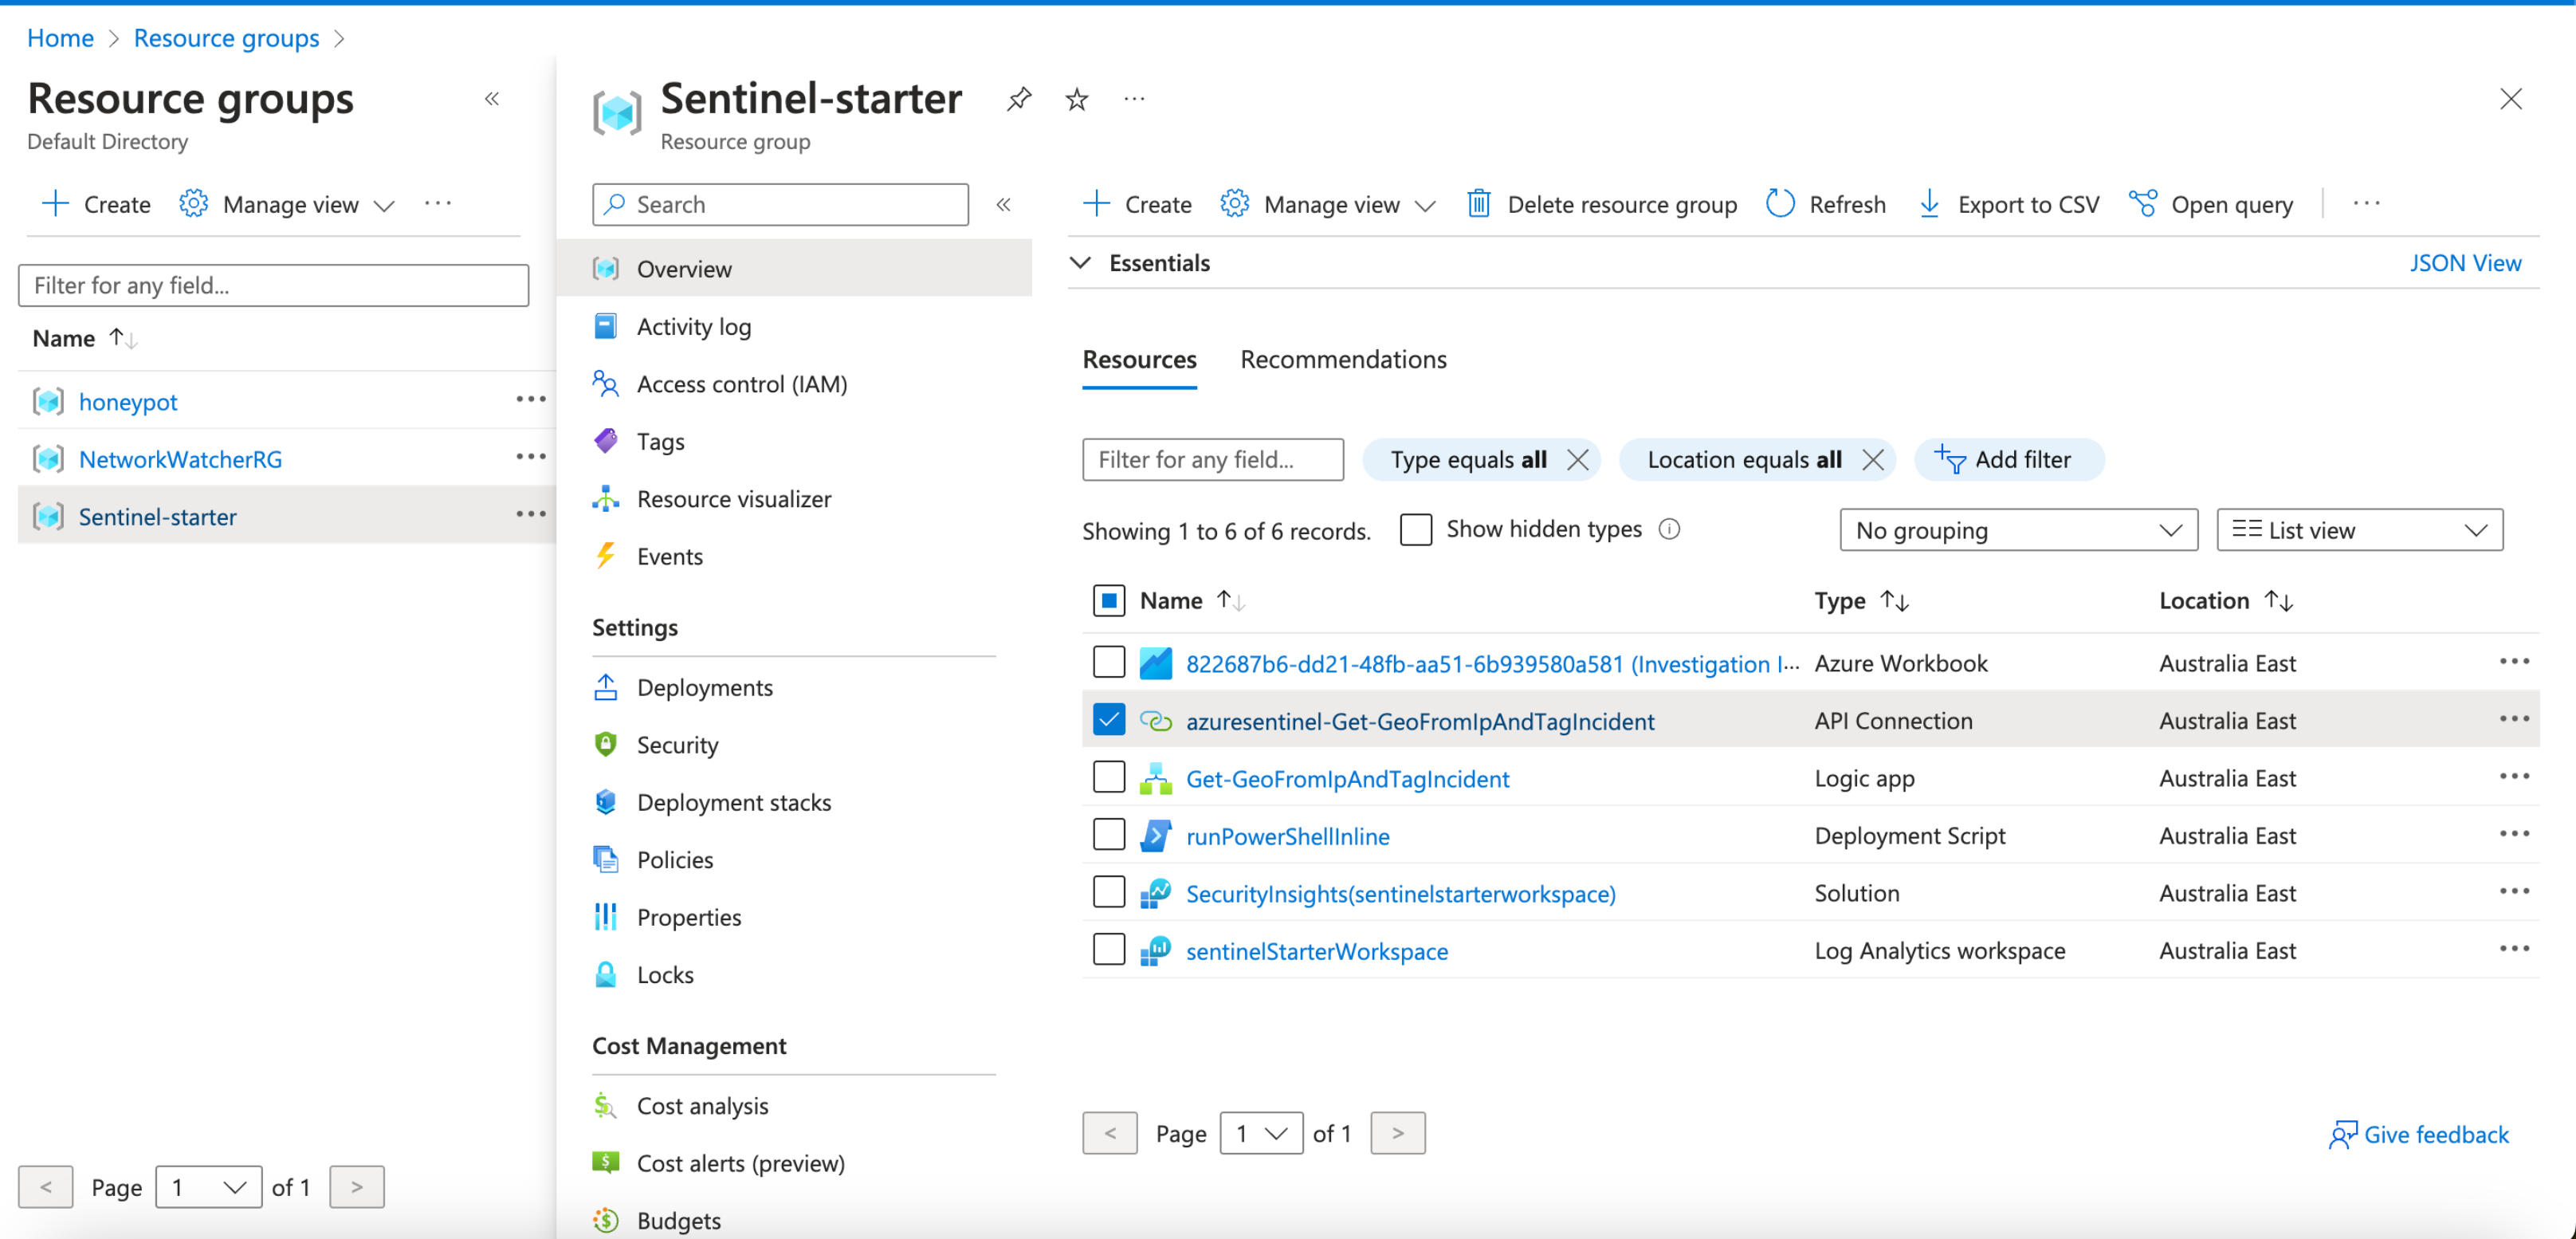 Home > Resource groups >
Resource groups
Default Directory
Create Manage view ...
Filter for any field...
Name
honeypot
NetworkWatcherRG
Sentinel-starter
< Page 1 of 1 >
Sentinel-starter
Resource group
Search
Overview
Activity log
Access control (IAM)
Tags
Resource visualizer
Events
Settings
Deployments
Security
Deployment stacks
Policies
Properties
Locks
Cost Management
Cost analysis
Cost alerts (preview)
Budgets
Create Manage view Delete resource group Refresh Export to CSV Open query ...
Essentials JSON View
Resources Recommendations
Filter for any field... Type equals all Location equals all Add filter
Showing 1 to 6 of 6 records. Show hidden types No grouping List view
Name Type Location
822687b6-dd21-48fb-aa51-6b939580a581 (Investigation I... Azure Workbook Australia East
azuresentinel-Get-GeoFromIpAndTagIncident API Connection Australia East
Get-GeoFromIpAndTagIncident Logic app Australia East
runPowerShellInline Deployment Script Australia East
SecurityInsights(sentinelstarterworkspace) Solution Australia East
sentinelStarterWorkspace Log Analytics workspace Australia East
< Page 1 of 1 > Give feedback